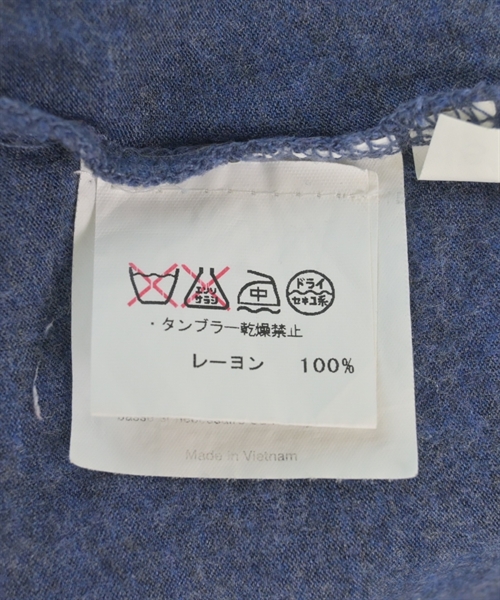 エンソ
サラシ
中
ドライ
セキユ系
・タンブラー乾燥禁止
レーヨン 100%
Made in Vietnam